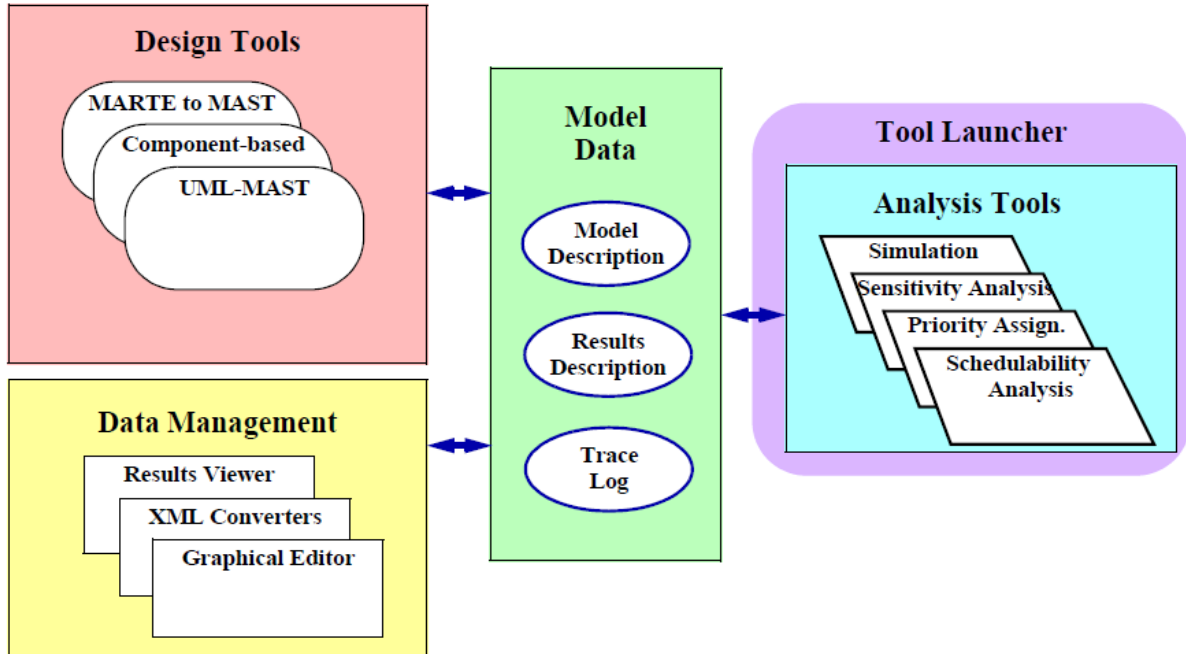 Design Tools
MARTE to MAST
Component-based
UML-MAST
Data Management
Results Viewer
XML Converters
Graphical Editor
Model
Data
Model
Description
Results
Description
Trace
Log
Tool Launcher
Analysis Tools
Simulation
Sensitivity Analysis
Priority Assign.
Schedulability
Analysis